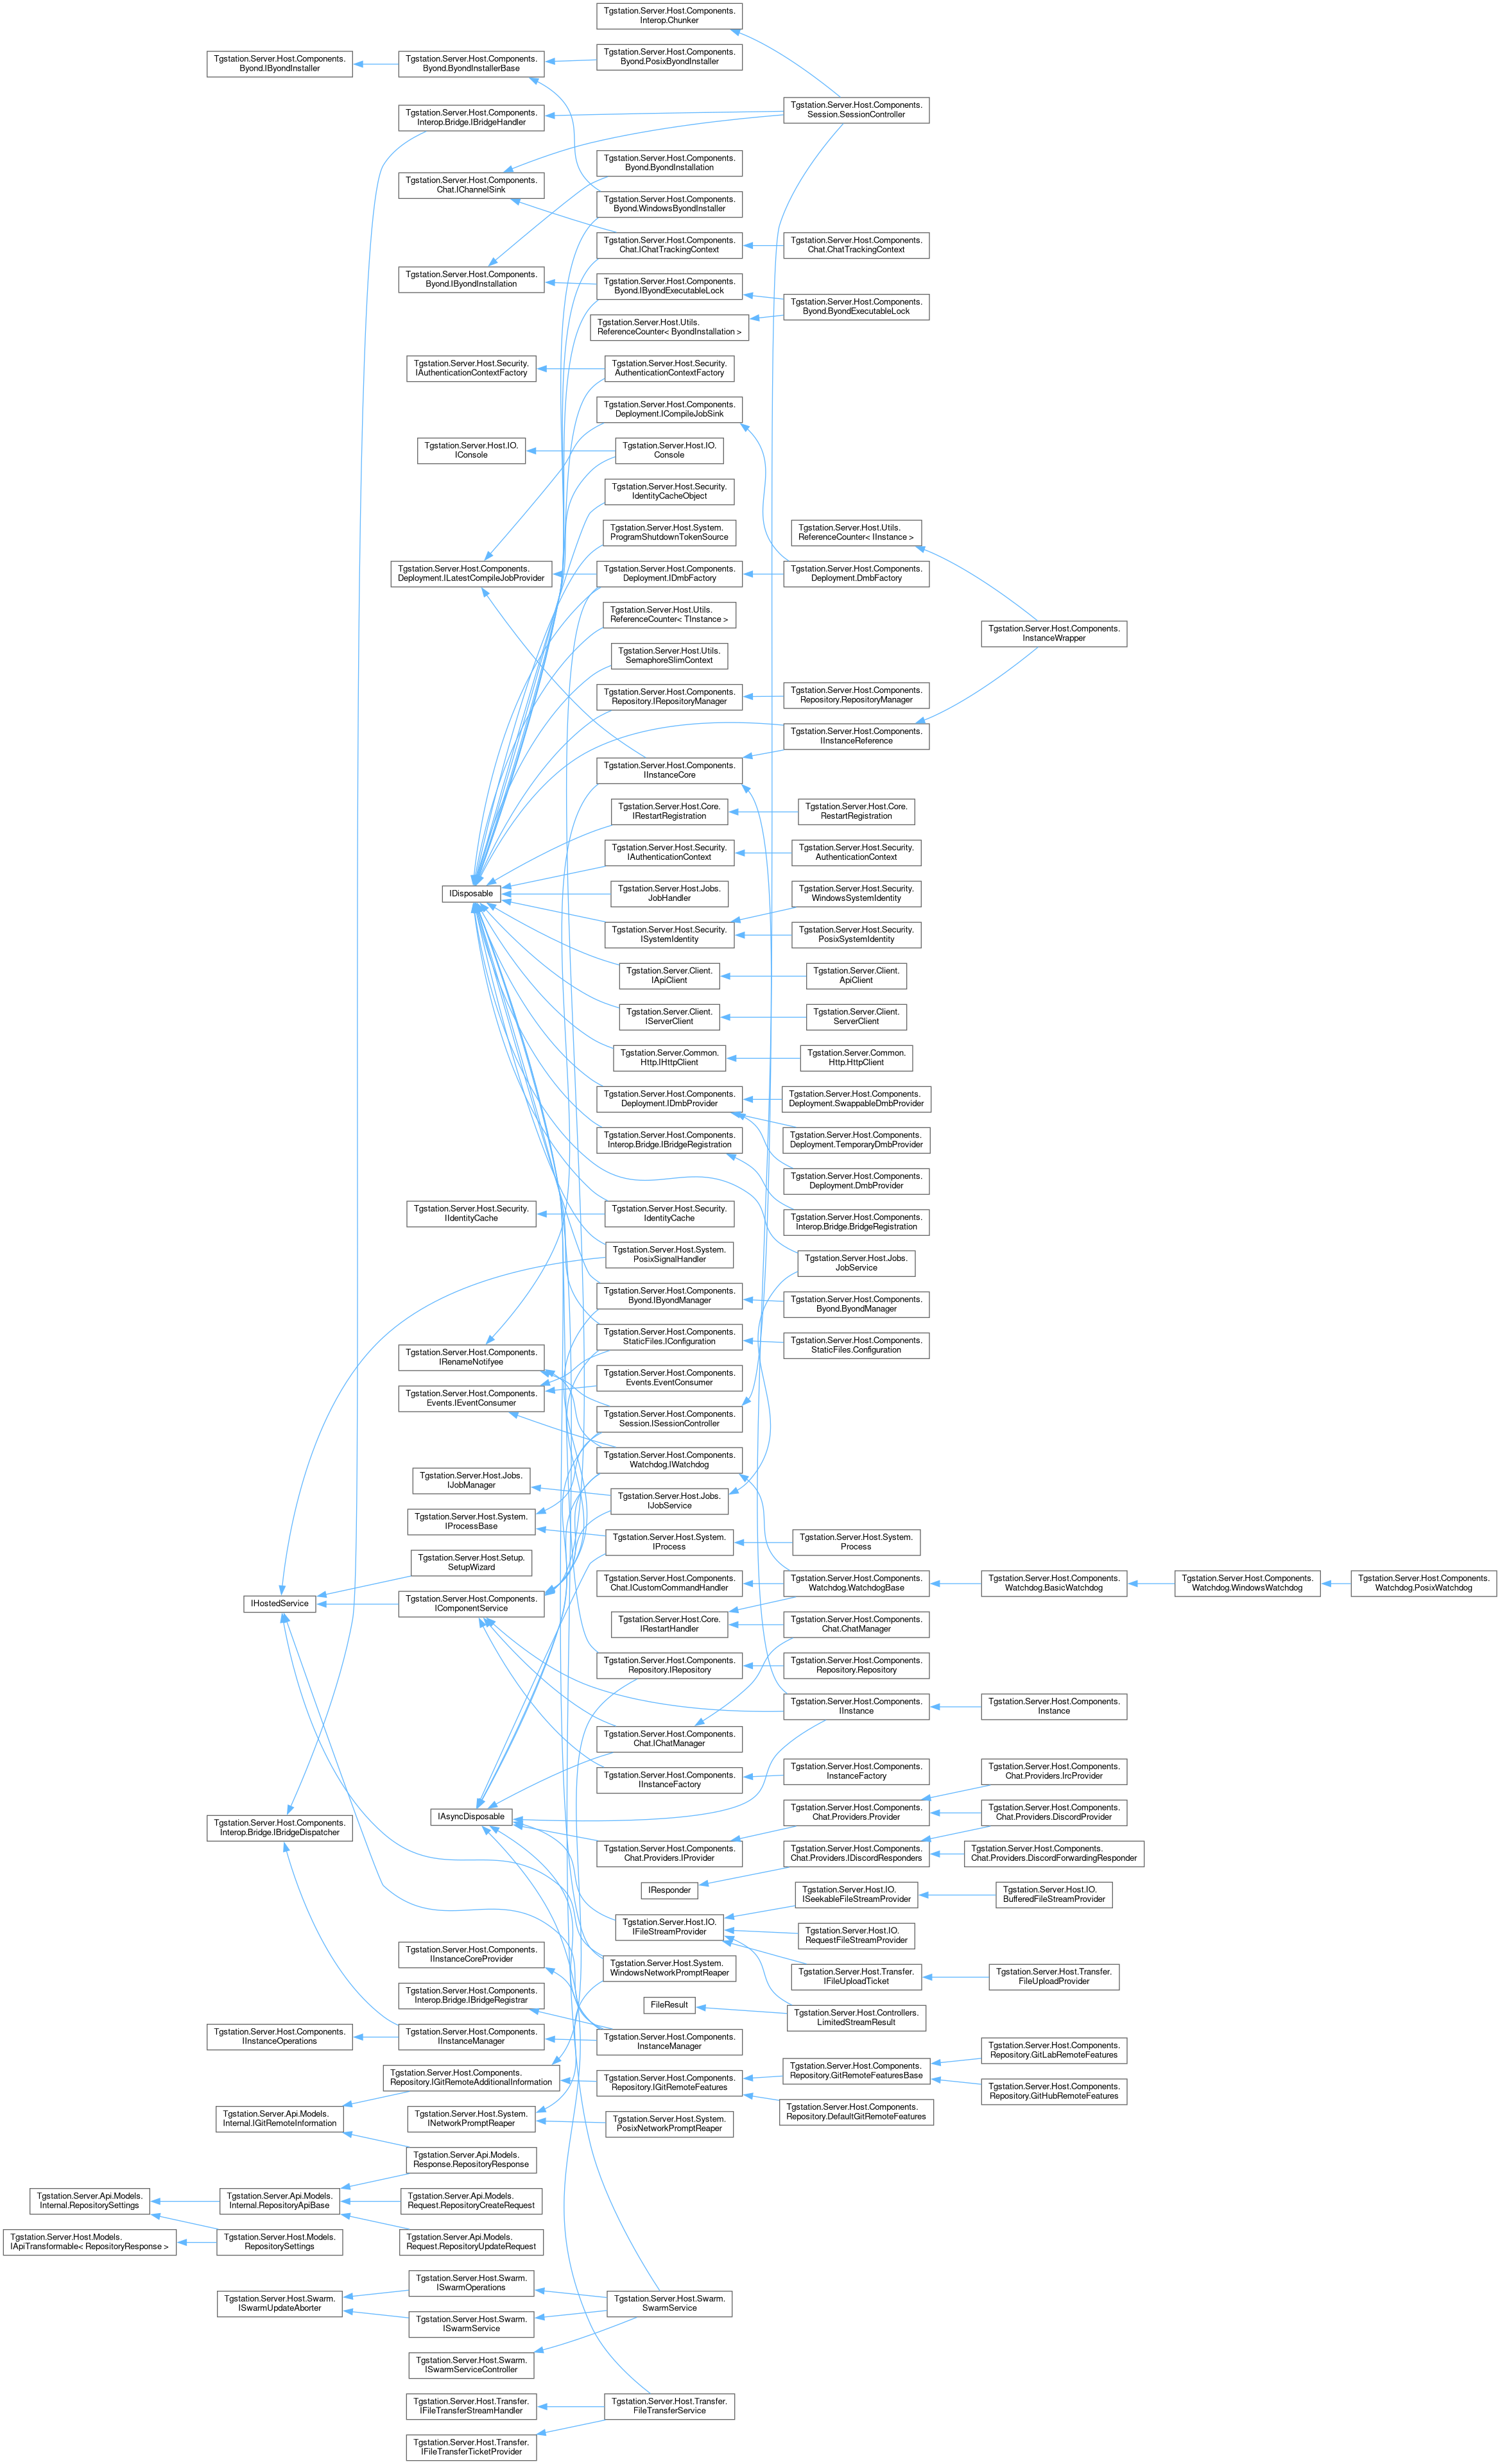 Tgstation.Server.Host.Components.
Interop.Chunker
Tgstation.Server.Host.Components.
Byond.IByondInstaller
Tgstation.Server.Host.Components.
Byond.ByondInstallerBase
Tgstation.Server.Host.Components.
Byond.PosixByondInstaller
Tgstation.Server.Host.Components.
Interop.Bridge.IBridgeHandler
Tgstation.Server.Host.Components.
Session.SessionController
Tgstation.Server.Host.Components.
Chat.IChannelSink
Tgstation.Server.Host.Components.
Byond.ByondInstallation
Tgstation.Server.Host.Components.
Byond.WindowsByondInstaller
Tgstation.Server.Host.Components.
Chat.IChatTrackingContext
Tgstation.Server.Host.Components.
Chat.ChatTrackingContext
Tgstation.Server.Host.Components.
Byond.IByondInstallation
Tgstation.Server.Host.Components.
Byond.IByondExecutableLock
Tgstation.Server.Host.Components.
Byond.ByondExecutableLock
Tgstation.Server.Host.Utils.
ReferenceCounter< ByondInstallation >
Tgstation.Server.Host.Security.
IAuthenticationContextFactory
Tgstation.Server.Host.Security.
AuthenticationContextFactory
Tgstation.Server.Host.Components.
Deployment.ICompileJobSink
Tgstation.Server.Host.IO.
IConsole
Tgstation.Server.Host.IO.
Console
Tgstation.Server.Host.Security.
IdentityCacheObject
Tgstation.Server.Host.System.
ProgramShutdownTokenSource
Tgstation.Server.Host.Utils.
ReferenceCounter< IInstance >
Tgstation.Server.Host.Components.
Deployment.ILatestCompileJobProvider
Tgstation.Server.Host.Components.
Deployment.IDmbFactory
Tgstation.Server.Host.Components.
Deployment.DmbFactory
Tgstation.Server.Host.Utils.
ReferenceCounter< TInstance >
Tgstation.Server.Host.Components.
InstanceWrapper
Tgstation.Server.Host.Utils.
SemaphoreSlimContext
Tgstation.Server.Host.Components.
Repository.IRepositoryManager
Tgstation.Server.Host.Components.
Repository.RepositoryManager
Tgstation.Server.Host.Components.
IInstanceReference
Tgstation.Server.Host.Components.
IInstanceCore
Tgstation.Server.Host.Core.
IRestartRegistration
Tgstation.Server.Host.Core.
RestartRegistration
Tgstation.Server.Host.Security.
IAuthenticationContext
Tgstation.Server.Host.Security.
AuthenticationContext
IDisposable
Tgstation.Server.Host.Jobs.
JobHandler
Tgstation.Server.Host.Security.
WindowsSystemIdentity
Tgstation.Server.Host.Security.
ISystemIdentity
Tgstation.Server.Host.Security.
PosixSystemIdentity
Tgstation.Server.Client.
IApiClient
Tgstation.Server.Client.
ApiClient
Tgstation.Server.Client.
IServerClient
Tgstation.Server.Client.
ServerClient
Tgstation.Server.Common.
Http.IHttpClient
Tgstation.Server.Common.
Http.HttpClient
Tgstation.Server.Host.Components.
Deployment.IDmbProvider
Tgstation.Server.Host.Components.
Deployment.SwappableDmbProvider
Tgstation.Server.Host.Components.
Interop.Bridge.IBridgeRegistration
Tgstation.Server.Host.Components.
Deployment.TemporaryDmbProvider
Tgstation.Server.Host.Components.
Deployment.DmbProvider
Tgstation.Server.Host.Security.
IIdentityCache
Tgstation.Server.Host.Security.
IdentityCache
Tgstation.Server.Host.Components.
Interop.Bridge.BridgeRegistration
Tgstation.Server.Host.System.
PosixSignalHandler
Tgstation.Server.Host.Jobs.
JobService
Tgstation.Server.Host.Components.
Byond.IByondManager
Tgstation.Server.Host.Components.
Byond.ByondManager
Tgstation.Server.Host.Components.
StaticFiles.IConfiguration
Tgstation.Server.Host.Components.
StaticFiles.Configuration
Tgstation.Server.Host.Components.
IRenameNotifyee
Tgstation.Server.Host.Components.
Events.IEventConsumer
Tgstation.Server.Host.Components.
Events.EventConsumer
Tgstation.Server.Host.Components.
Session.ISessionController
Tgstation.Server.Host.Components.
Watchdog.IWatchdog
Tgstation.Server.Host.Jobs.
IJobManager
Tgstation.Server.Host.Jobs.
IJobService
Tgstation.Server.Host.System.
IProcessBase
Tgstation.Server.Host.System.
IProcess
Tgstation.Server.Host.System.
Process
Tgstation.Server.Host.Setup.
SetupWizard
Tgstation.Server.Host.Components.
Chat.ICustomCommandHandler
Tgstation.Server.Host.Components.
Watchdog.WatchdogBase
Tgstation.Server.Host.Components.
Watchdog.BasicWatchdog
Tgstation.Server.Host.Components.
Watchdog.WindowsWatchdog
Tgstation.Server.Host.Components.
Watchdog.PosixWatchdog
IHostedService
Tgstation.Server.Host.Components.
IComponentService
Tgstation.Server.Host.Core.
IRestartHandler
Tgstation.Server.Host.Components.
Chat.ChatManager
Tgstation.Server.Host.Components.
Repository.IRepository
Tgstation.Server.Host.Components.
Repository.Repository
Tgstation.Server.Host.Components.
IInstance
Tgstation.Server.Host.Components.
Instance
Tgstation.Server.Host.Components.
Chat.IChatManager
Tgstation.Server.Host.Components.
IInstanceFactory
Tgstation.Server.Host.Components.
InstanceFactory
Tgstation.Server.Host.Components.
Chat.Providers.IrcProvider
IAsyncDisposable
Tgstation.Server.Host.Components.
Chat.Providers.Provider
Tgstation.Server.Host.Components.
Chat.Providers.DiscordProvider
Tgstation.Server.Host.Components.
Interop.Bridge.IBridgeDispatcher
Tgstation.Server.Host.Components.
Chat.Providers.IProvider
Tgstation.Server.Host.Components.
Chat.Providers.IDiscordResponders
Tgstation.Server.Host.Components.
Chat.Providers.DiscordForwardingResponder
IResponder
Tgstation.Server.Host.IO.
ISeekableFileStreamProvider
Tgstation.Server.Host.IO.
BufferedFileStreamProvider
Tgstation.Server.Host.IO.
IFileStreamProvider
Tgstation.Server.Host.IO.
RequestFileStreamProvider
Tgstation.Server.Host.Components.
IInstanceCoreProvider
Tgstation.Server.Host.System.
WindowsNetworkPromptReaper
Tgstation.Server.Host.Transfer.
IFileUploadTicket
Tgstation.Server.Host.Transfer.
FileUploadProvider
Tgstation.Server.Host.Components.
Interop.Bridge.IBridgeRegistrar
FileResult
Tgstation.Server.Host.Controllers.
LimitedStreamResult
Tgstation.Server.Host.Components.
IInstanceOperations
Tgstation.Server.Host.Components.
IInstanceManager
Tgstation.Server.Host.Components.
InstanceManager
Tgstation.Server.Host.Components.
Repository.GitLabRemoteFeatures
Tgstation.Server.Host.Components.
Repository.IGitRemoteAdditionalInformation
Tgstation.Server.Host.Components.
Repository.IGitRemoteFeatures
Tgstation.Server.Host.Components.
Repository.GitRemoteFeaturesBase
Tgstation.Server.Host.Components.
Repository.GitHubRemoteFeatures
Tgstation.Server.Host.Components.
Repository.DefaultGitRemoteFeatures
Tgstation.Server.Api.Models.
Internal.IGitRemoteInformation
Tgstation.Server.Host.System.
INetworkPromptReaper
Tgstation.Server.Host.System.
PosixNetworkPromptReaper
Tgstation.Server.Api.Models.
Response.RepositoryResponse
Tgstation.Server.Api.Models.
Internal.RepositorySettings
Tgstation.Server.Api.Models.
Internal.RepositoryApiBase
Tgstation.Server.Api.Models.
Request.RepositoryCreateRequest
Tgstation.Server.Host.Models.
IApiTransformable< RepositoryResponse >
Tgstation.Server.Host.Models.
RepositorySettings
Tgstation.Server.Api.Models.
Request.RepositoryUpdateRequest
Tgstation.Server.Host.Swarm.
ISwarmOperations
Tgstation.Server.Host.Swarm.
ISwarmUpdateAborter
Tgstation.Server.Host.Swarm.
SwarmService
Tgstation.Server.Host.Swarm.
ISwarmService
Tgstation.Server.Host.Swarm.
ISwarmServiceController
Tgstation.Server.Host.Transfer.
IFileTransferStreamHandler
Tgstation.Server.Host.Transfer.
FileTransferService
Tgstation.Server.Host.Transfer.
IFileTransferTicketProvider